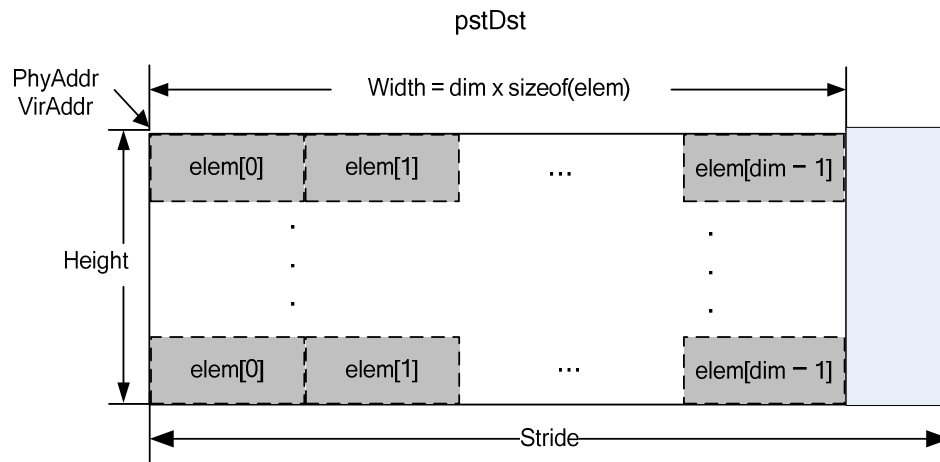 pstDst
PhyAddr
VirAddr
Width = dim x sizeof(elem)
elem[0] elem[1] ... elem[dim − 1]
Height
elem[0] elem[1] ... elem[dim − 1]
Stride